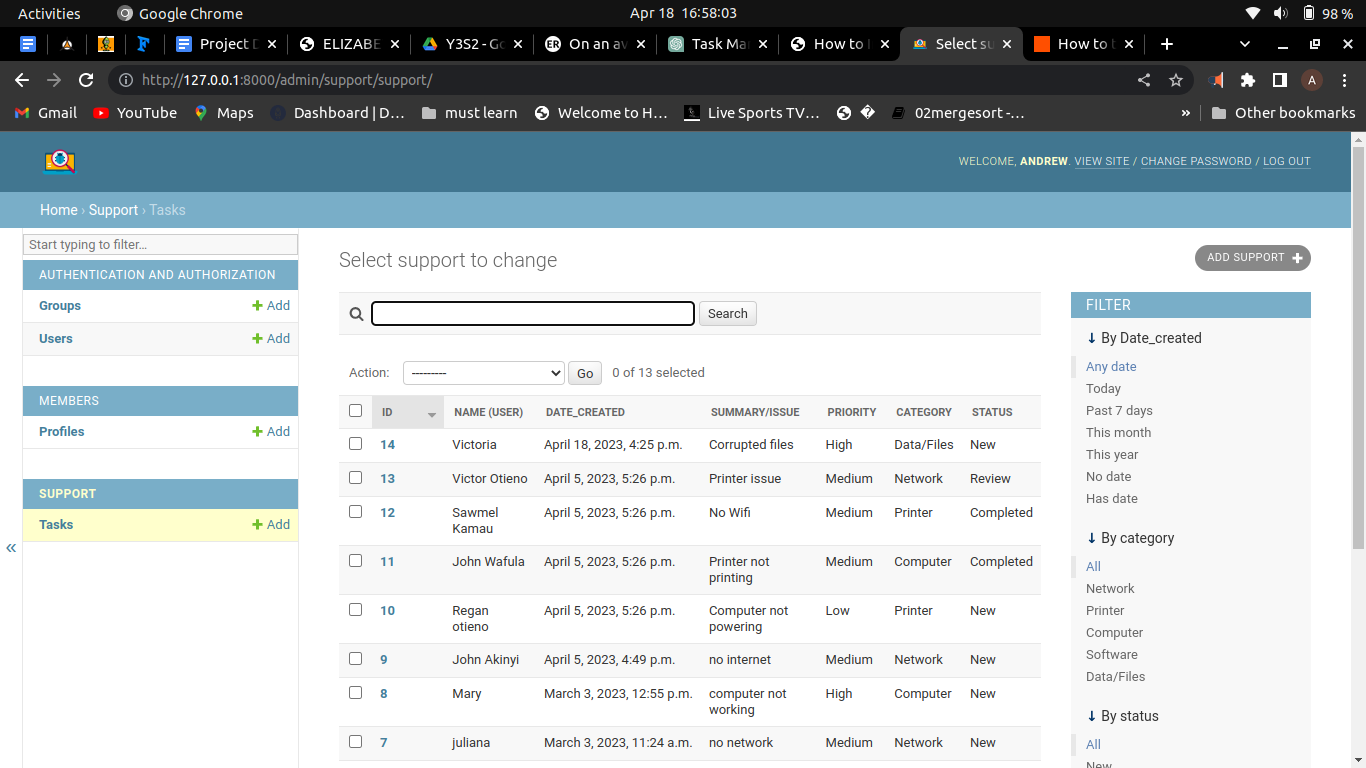 Activities Google Chrome Apr 18 16:58:03 98 %
Project D ELIZABE Y3S2 - Go ER On an av Task Mar How to Select su How to
http://127.0.0.1:8000/admin/support/support/ A
Gmail YouTube Maps Dashboard | D… must learn Welcome to H… Live Sports TV… 02mergesort -… » Other bookmarks
WELCOME, ANDREW. VIEW SITE / CHANGE PASSWORD / LOG OUT
Home › Support › Tasks
Start typing to filter…
AUTHENTICATION AND AUTHORIZATION
Groups Add
Users Add
MEMBERS
Profiles Add
SUPPORT
Tasks Add
«
Select support to change
ADD SUPPORT
Search
Action: --------- Go 0 of 13 selected
ID NAME (USER) DATE_CREATED SUMMARY/ISSUE PRIORITY CATEGORY STATUS
14 Victoria April 18, 2023, 4:25 p.m. Corrupted files High Data/Files New
13 Victor Otieno April 5, 2023, 5:26 p.m. Printer issue Medium Network Review
12 Sawmel Kamau April 5, 2023, 5:26 p.m. No Wifi Medium Printer Completed
11 John Wafula April 5, 2023, 5:26 p.m. Printer not printing Medium Computer Completed
10 Regan otieno April 5, 2023, 5:26 p.m. Computer not powering Low Printer New
9 John Akinyi April 5, 2023, 4:49 p.m. no internet Medium Network New
8 Mary March 3, 2023, 12:55 p.m. computer not working High Computer New
7 juliana March 3, 2023, 11:24 a.m. no network Medium Network New
FILTER
↓ By Date_created
Any date
Today
Past 7 days
This month
This year
No date
Has date
↓ By category
All
Network
Printer
Computer
Software
Data/Files
↓ By status
All
New